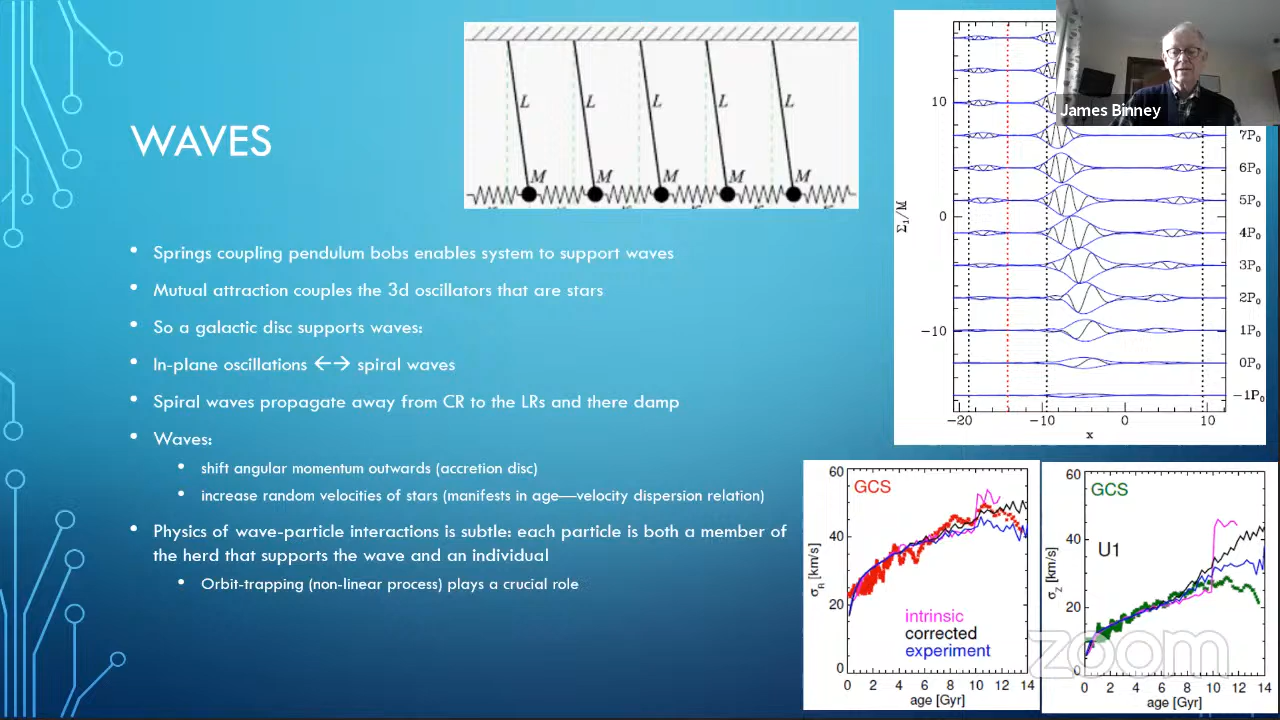 WAVES
L L L L L
M M M M M
Springs coupling pendulum bobs enables system to support waves
Mutual attraction couples the 3d oscillators that are stars
So a galactic disc supports waves:
In-plane oscillations ←→ spiral waves
Spiral waves propagate away from CR to the LRs and there damp
Waves:
shift angular momentum outwards (accretion disc)
increase random velocities of stars (manifests in age—velocity dispersion relation)
Physics of wave-particle interactions is subtle: each particle is both a member of
the herd that supports the wave and an individual
Orbit-trapping (non-linear process) plays a crucial role
James Binney
10
0
−10
Σ₁/M
7P₀
6P₀
5P₀
4P₀
3P₀
2P₀
1P₀
0P₀
−1P₀
−20 −10 0 10
x
60
40
20
0
σR [km/s]
GCS
intrinsic
corrected
experiment
0 2 4 6 8 10 12 14
age [Gyr]
60
40
20
0
σZ [km/s]
GCS
U1
0 2 4 6 8 10 12 14
age [Gyr]
zoom